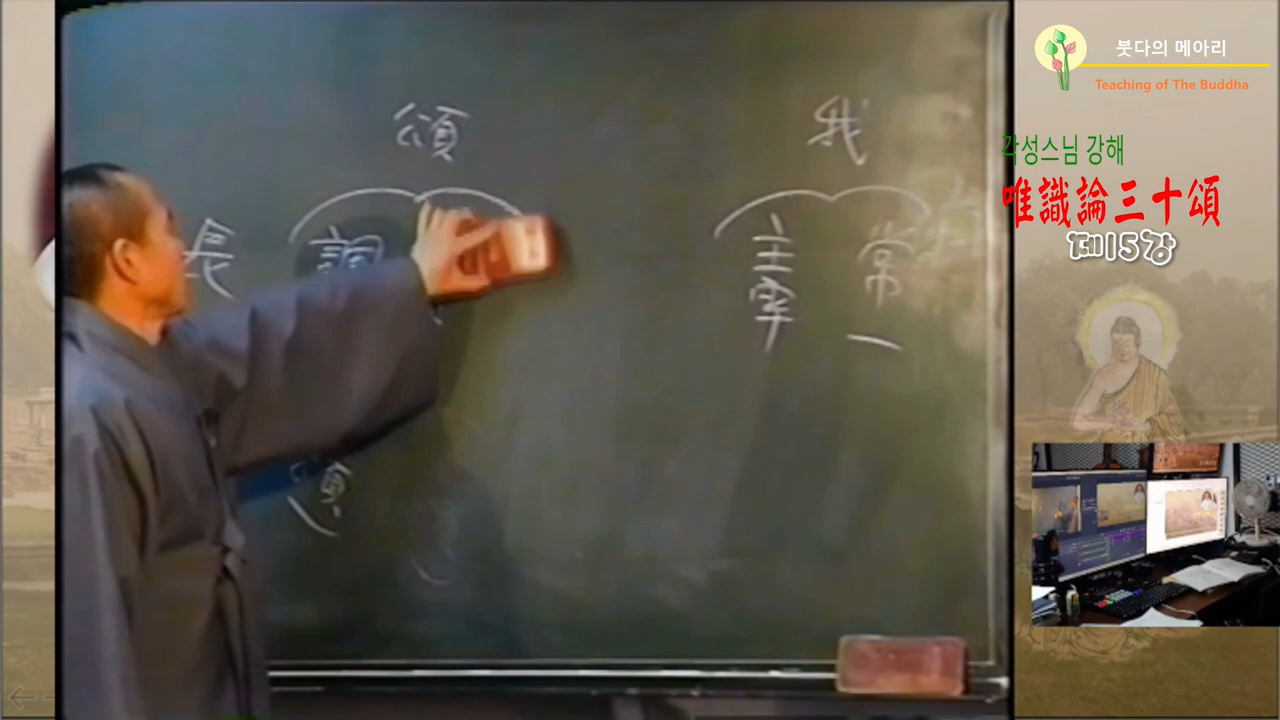 붓다의 메아리
Teaching of The Buddha
각성스님 강해
唯識論三十頌
제15강
頌
我
長
詞
主宰
常一